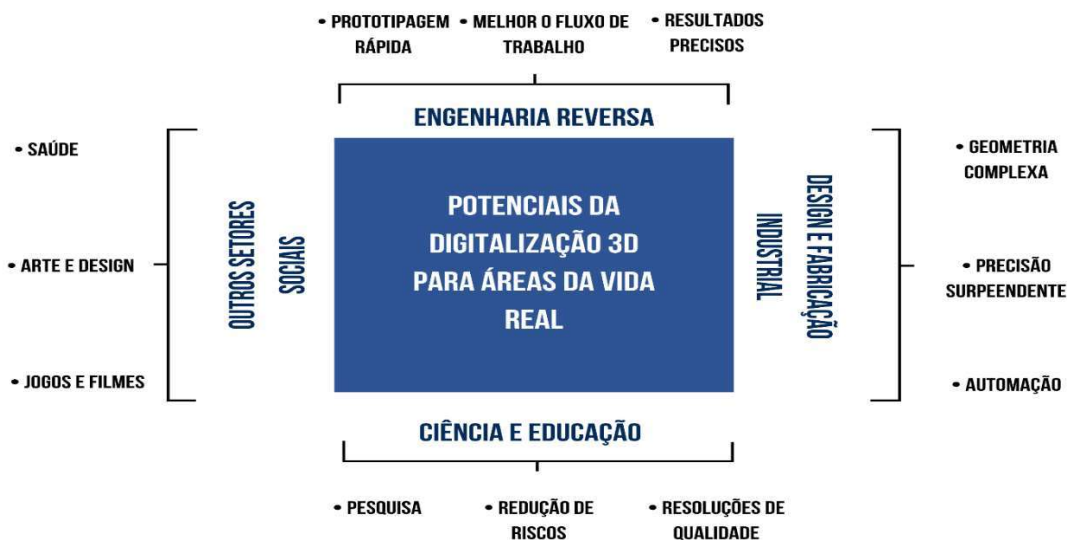 • PROTOTIPAGEM RÁPIDA
• MELHOR O FLUXO DE TRABALHO
• RESULTADOS PRECISOS
ENGENHARIA REVERSA
• SAÚDE
• ARTE E DESIGN
• JOGOS E FILMES
OUTROS SETORES
SOCIAIS
POTENCIAIS DA
DIGITALIZAÇÃO 3D
PARA ÁREAS DA VIDA
REAL
DESIGN E FABRICAÇÃO
INDUSTRIAL
• GEOMETRIA
COMPLEXA
• PRECISÃO
SURPEENDENTE
• AUTOMAÇÃO
CIÊNCIA E EDUCAÇÃO
• PESQUISA
• REDUÇÃO DE
RISCOS
• RESOLUÇÕES DE
QUALIDADE